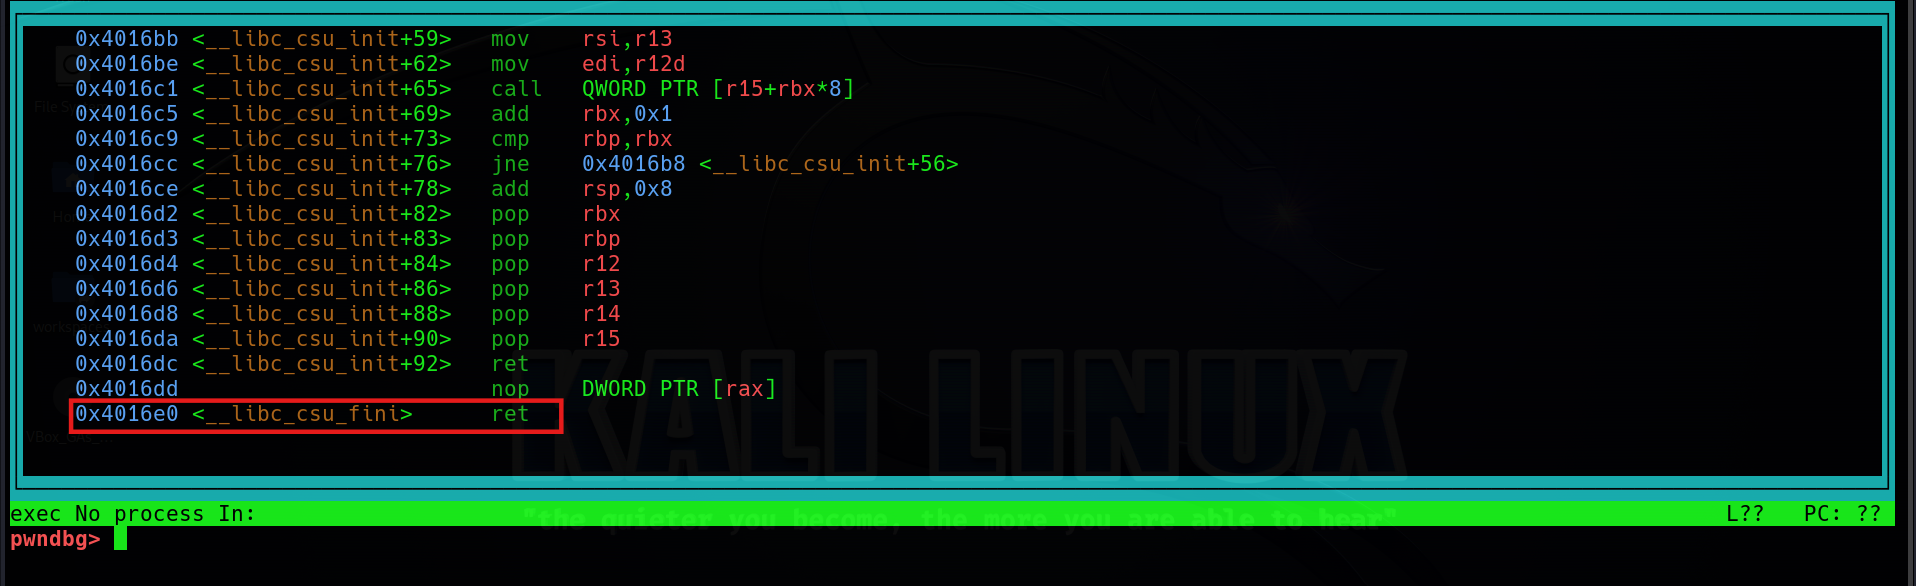 0x4016bb <__libc_csu_init+59> mov rsi,r13
0x4016be <__libc_csu_init+62> mov edi,r12d
0x4016c1 <__libc_csu_init+65> call QWORD PTR [r15+rbx*8]
0x4016c5 <__libc_csu_init+69> add rbx,0x1
0x4016c9 <__libc_csu_init+73> cmp rbp,rbx
0x4016cc <__libc_csu_init+76> jne 0x4016b8 <__libc_csu_init+56>
0x4016ce <__libc_csu_init+78> add rsp,0x8
0x4016d2 <__libc_csu_init+82> pop rbx
0x4016d3 <__libc_csu_init+83> pop rbp
0x4016d4 <__libc_csu_init+84> pop r12
0x4016d6 <__libc_csu_init+86> pop r13
0x4016d8 <__libc_csu_init+88> pop r14
0x4016da <__libc_csu_init+90> pop r15
0x4016dc <__libc_csu_init+92> ret
0x4016dd nop DWORD PTR [rax]
0x4016e0 <__libc_csu_fini> ret
KALI LINUX
"the quieter you become, the more you are able to hear"
exec No process In: L?? PC: ??
pwndbg>